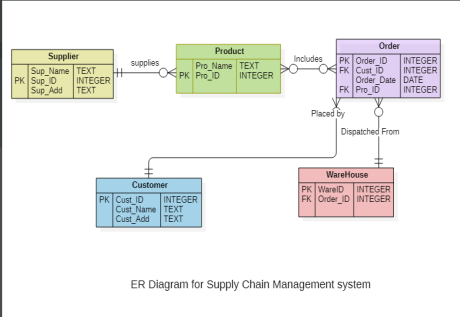 Supplier
Sup_Name TEXT
PK Sup_ID INTEGER
Sup_Add TEXT
supplies
Product
Pro_Name TEXT
PK Pro_ID INTEGER
Includes
Order
PK Order_ID INTEGER
FK Cust_ID INTEGER
Order_Date DATE
FK Pro_ID INTEGER
Placed by
Dispatched From
Customer
PK Cust_ID INTEGER
Cust_Name TEXT
Cust_Add TEXT
WareHouse
PK WareID INTEGER
FK Order_ID INTEGER
ER Diagram for Supply Chain Management system